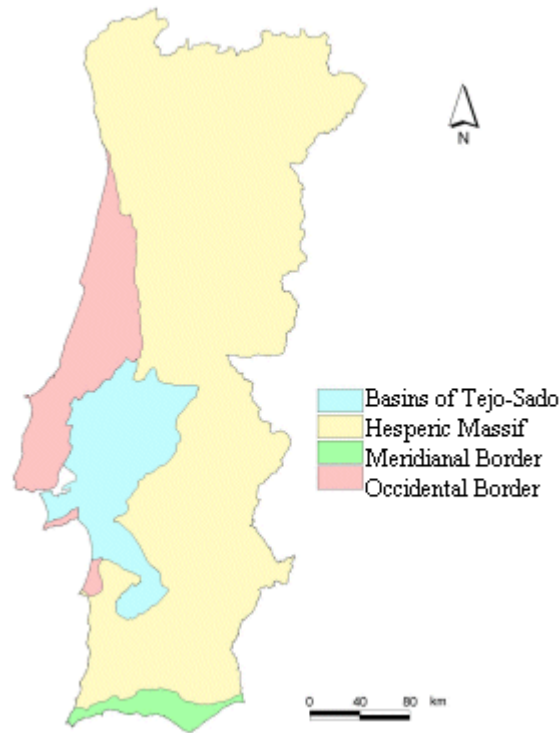 N
Basins of Tejo-Sado
Hesperic Massif
Meridianal Border
Occidental Border
0 40 80 km